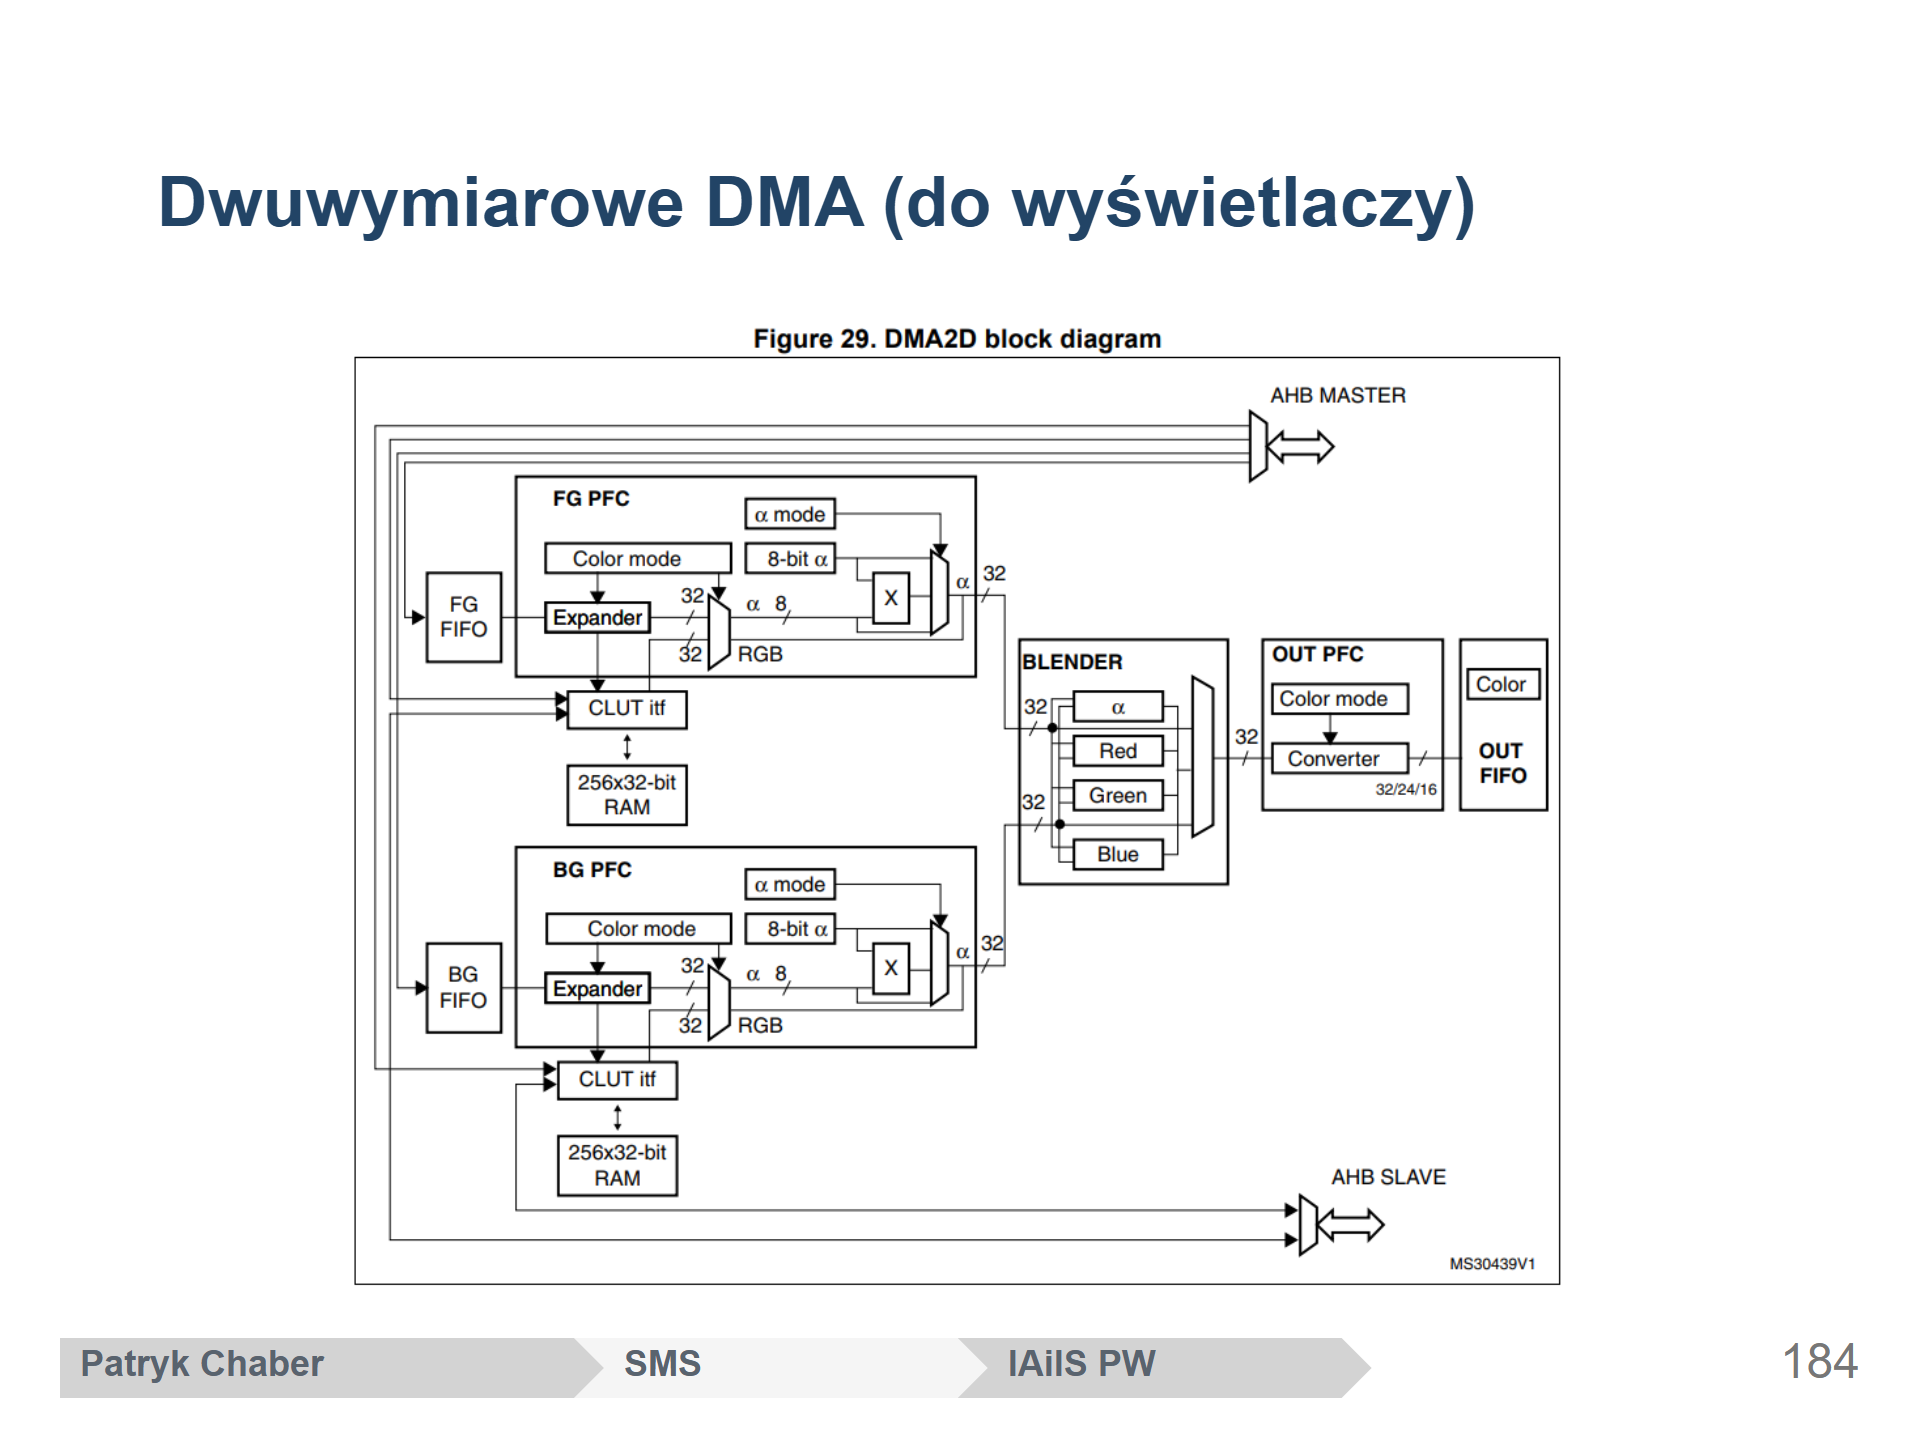 Dwuwymiarowe DMA (do wyświetlaczy)
Figure 29. DMA2D block diagram
AHB MASTER
FG PFC
α mode
Color mode
8-bit α
FG
FIFO
Expander
32
32
α 8
X
α
32
RGB
CLUT itf
256x32-bit
RAM
BLENDER
32
α
Red
32
Green
Blue
32
OUT PFC
Color mode
Converter
32/24/16
Color
OUT
FIFO
BG PFC
α mode
Color mode
8-bit α
BG
FIFO
Expander
32
32
α 8
X
α
32
RGB
CLUT itf
256x32-bit
RAM
AHB SLAVE
MS30439V1
Patryk Chaber
SMS
IAiIS PW
184